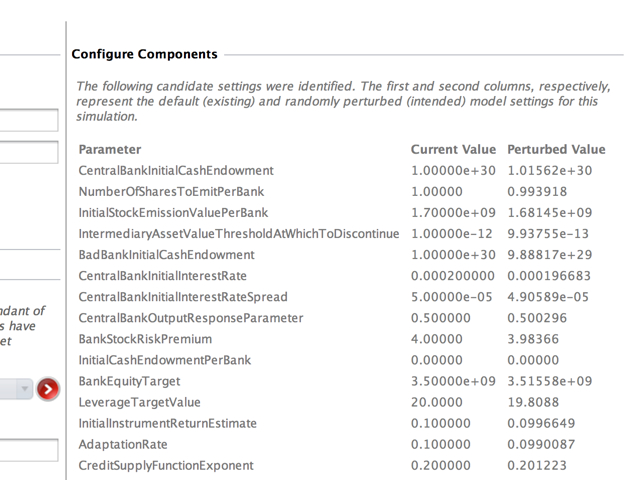 Configure Components
The following candidate settings were identified. The first and second columns, respectively,
represent the default (existing) and randomly perturbed (intended) model settings for this
simulation.
Parameter Current Value Perturbed Value
CentralBankInitialCashEndowment 1.00000e+30 1.01562e+30
NumberOfSharesToEmitPerBank 1.00000 0.993918
InitialStockEmissionValuePerBank 1.70000e+09 1.68145e+09
IntermediaryAssetValueThresholdAtWhichToDiscontinue 1.00000e-12 9.93755e-13
BadBankInitialCashEndowment 1.00000e+30 9.88817e+29
CentralBankInitialInterestRate 0.000200000 0.000196683
CentralBankInitialInterestRateSpread 5.00000e-05 4.90589e-05
CentralBankOutputResponseParameter 0.500000 0.500296
BankStockRiskPremium 4.00000 3.98366
InitialCashEndowmentPerBank 0.00000 0.00000
BankEquityTarget 3.50000e+09 3.51558e+09
LeverageTargetValue 20.0000 19.8088
InitialInstrumentReturnEstimate 0.100000 0.0996649
AdaptationRate 0.100000 0.0990087
CreditSupplyFunctionExponent 0.200000 0.201223
ndant of
s have
et